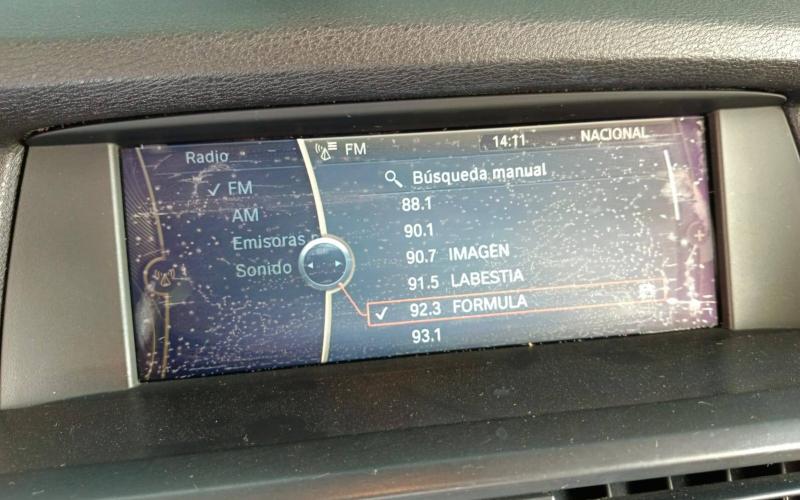 FM 14:11 NACIONAL
Radio
FM
AM
Emisoras
Sonido
Búsqueda manual
88.1
90.1
90.7 IMAGEN
91.5 LABESTIA
92.3 FORMULA
93.1